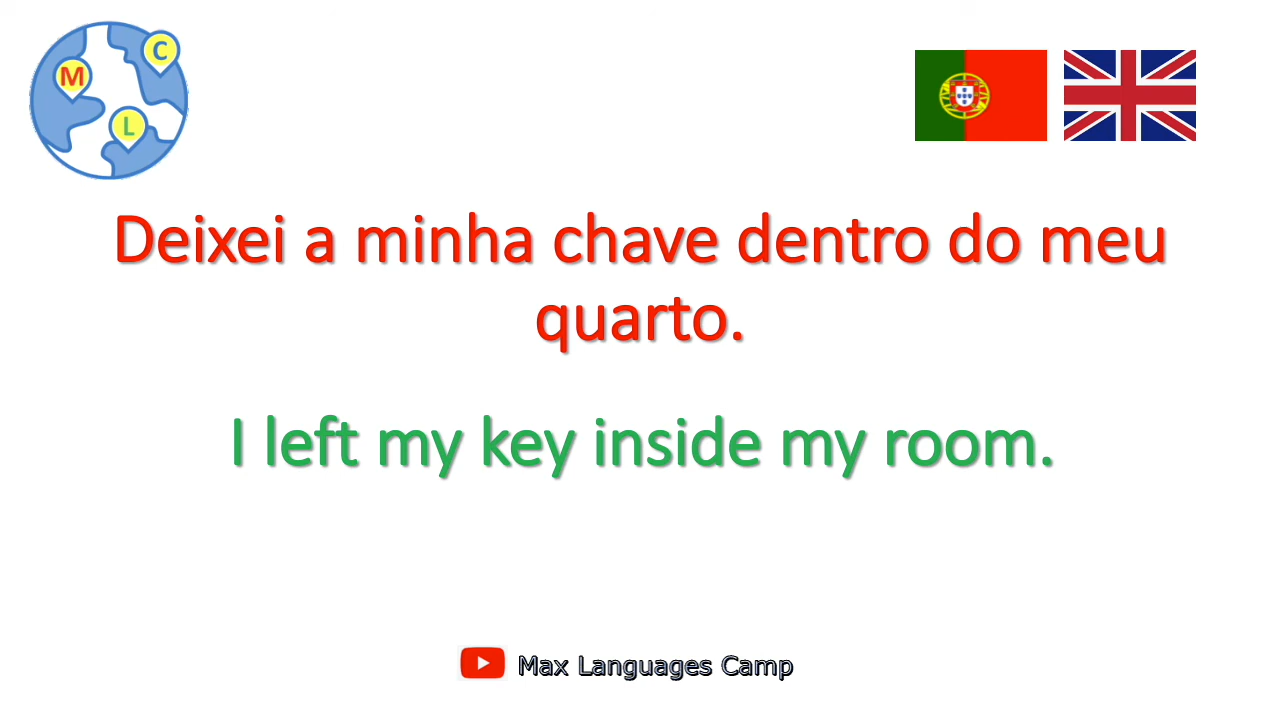 M
C
L
Deixei a minha chave dentro do meu
quarto.
I left my key inside my room.
Max Languages Camp